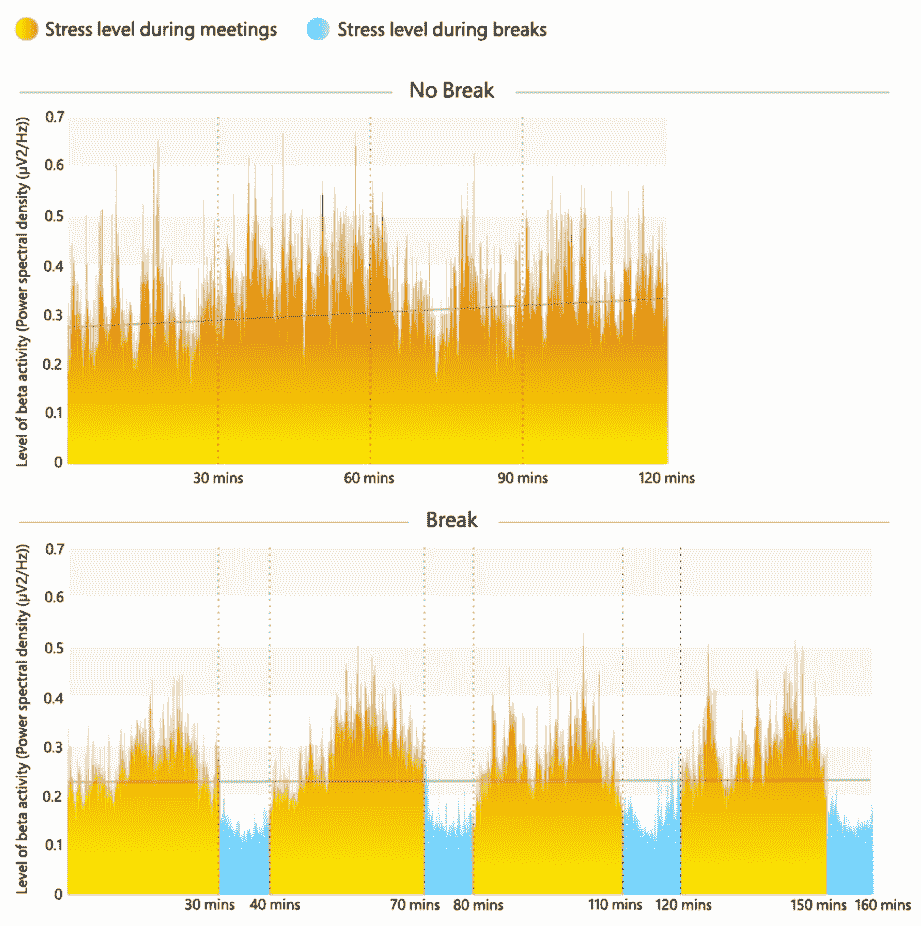 Stress level during meetings Stress level during breaks
No Break
Level of beta activity (Power spectral density (µV2/Hz))
0.7
0.6
0.5
0.4
0.3
0.2
0.1
0
30 mins 60 mins 90 mins 120 mins
Break
Level of beta activity (Power spectral density (µV2/Hz))
0.7
0.6
0.5
0.4
0.3
0.2
0.1
0
30 mins 40 mins 70 mins 80 mins 110 mins 120 mins 150 mins 160 mins